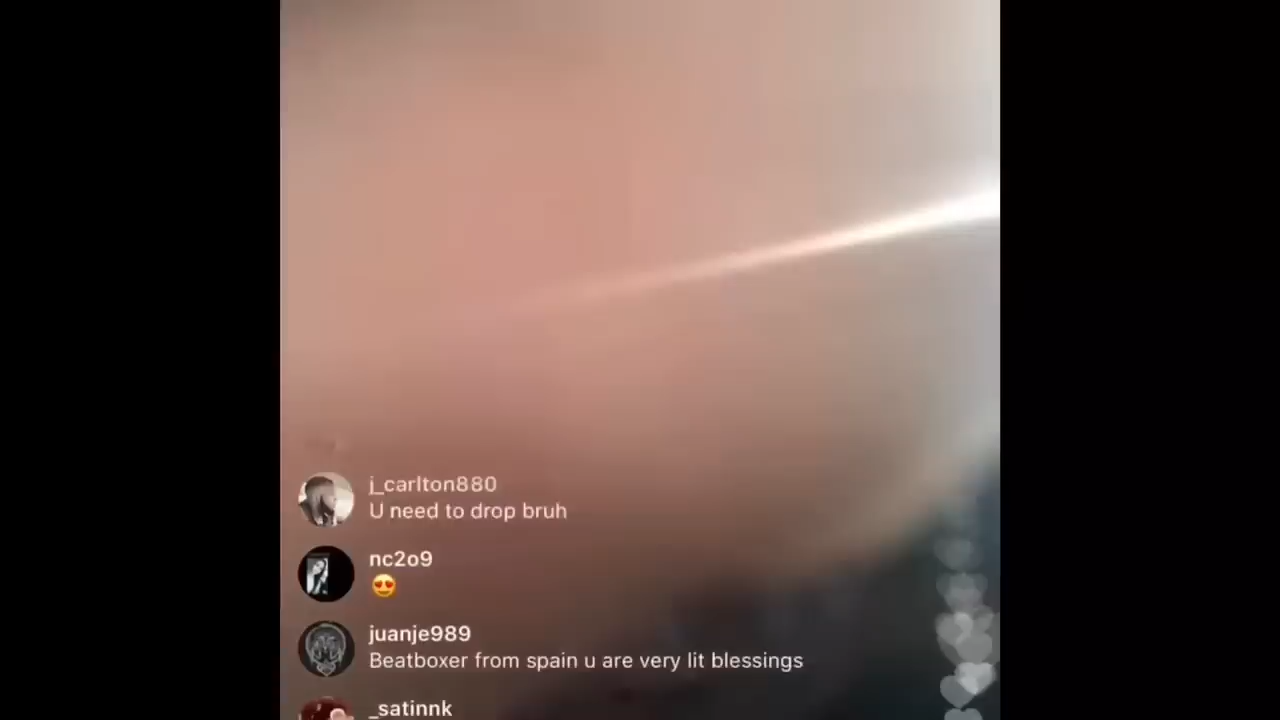 j_carlton880
U need to drop bruh
nc2o9
😍
juanje989
Beatboxer from spain u are very lit blessings
_satinnk